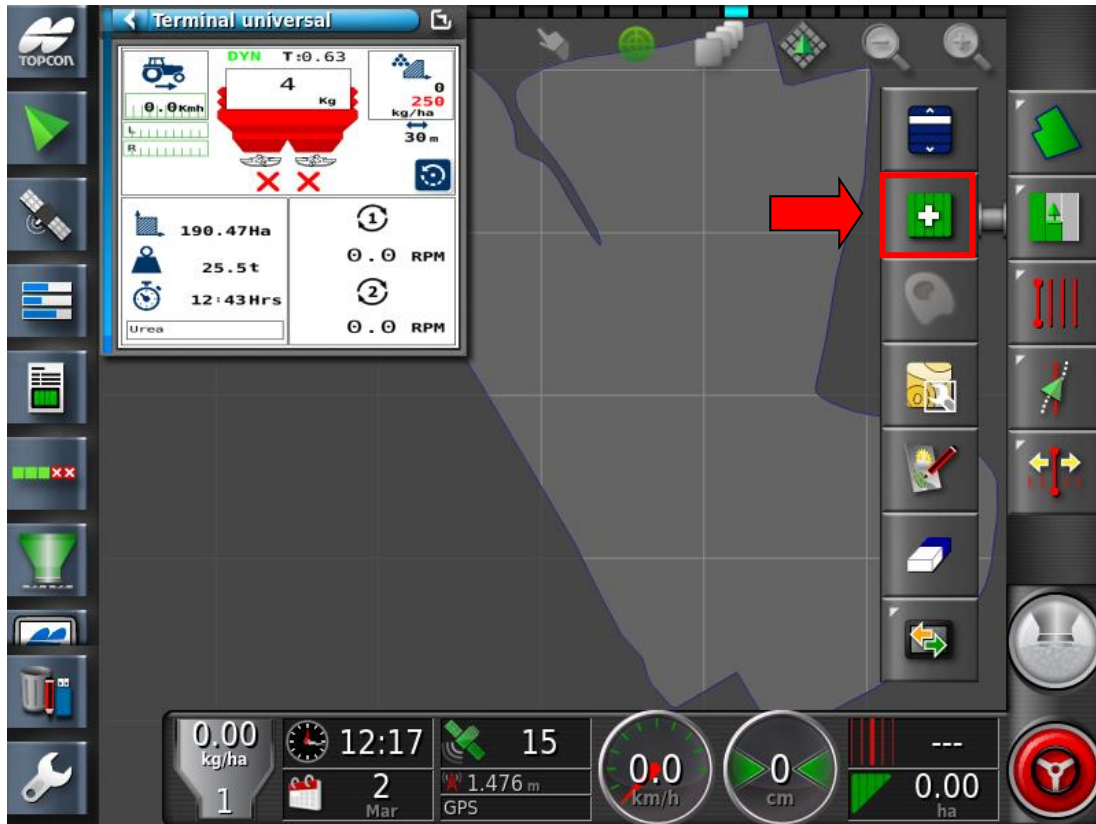 TOPCON
Terminal universal
DYN T:0.63
4
Kg
0.0Kmh
L
R
0
250
kg/ha
30 m
190.47Ha
25.5t
12:43Hrs
Urea
1
0.0 RPM
2
0.0 RPM
0.00
kg/ha
1
12:17
2
Mar
15
1.476 m
GPS
0.0
km/h
0
cm
---
0.00
ha